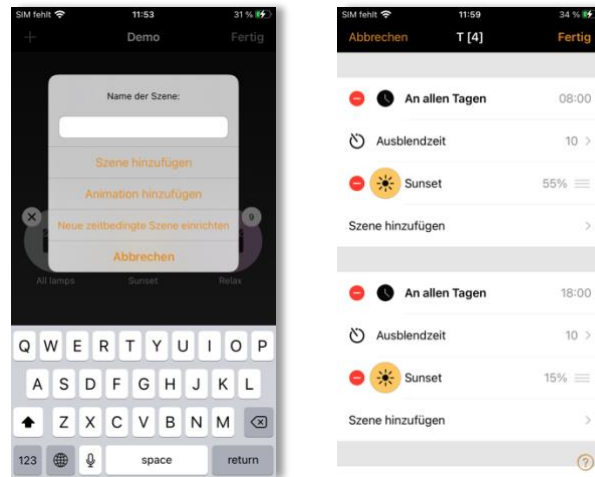 SIM fehlt 11:53 31 %
Demo Fertig
Name der Szene:
Szene hinzufügen
Animation hinzufügen
Neue zeitbedingte Szene einrichten
Abbrechen
9
All lamps Sunset Relax
Q W E R T Y U I O P
A S D F G H J K L
Z X C V B N M
123 space return
SIM fehlt 11:59 34 %
Abbrechen T [4] Fertig
An allen Tagen 08:00
Ausblendzeit 10
Sunset 55%
Szene hinzufügen
An allen Tagen 18:00
Ausblendzeit 10
Sunset 15%
Szene hinzufügen
?